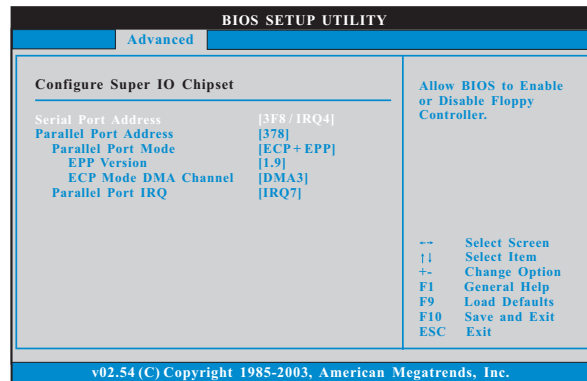 BIOS SETUP UTILITY
Advanced
Configure Super IO Chipset
Serial Port Address [3F8 / IRQ4]
Parallel Port Address [378]
Parallel Port Mode [ECP + EPP]
EPP Version [1.9]
ECP Mode DMA Channel [DMA3]
Parallel Port IRQ [IRQ7]
Allow BIOS to Enable
or Disable Floppy
Controller.
←→ Select Screen
↑↓ Select Item
+- Change Option
F1 General Help
F9 Load Defaults
F10 Save and Exit
ESC Exit
v02.54 (C) Copyright 1985-2003, American Megatrends, Inc.